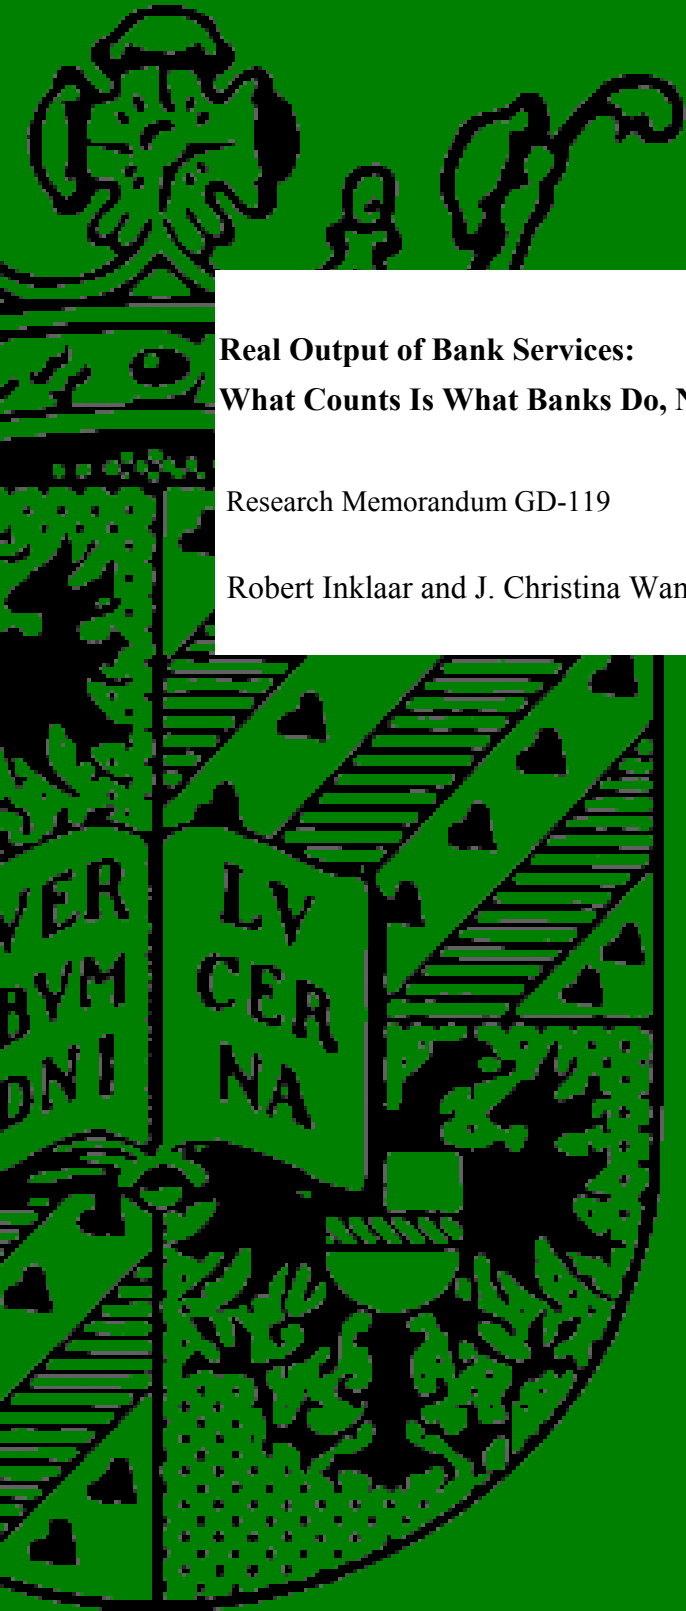 Real Output of Bank Services:
What Counts Is What Banks Do, N
Research Memorandum GD-119
Robert Inklaar and J. Christina Wan
VER
BVM
DNI
LV
CER
NA